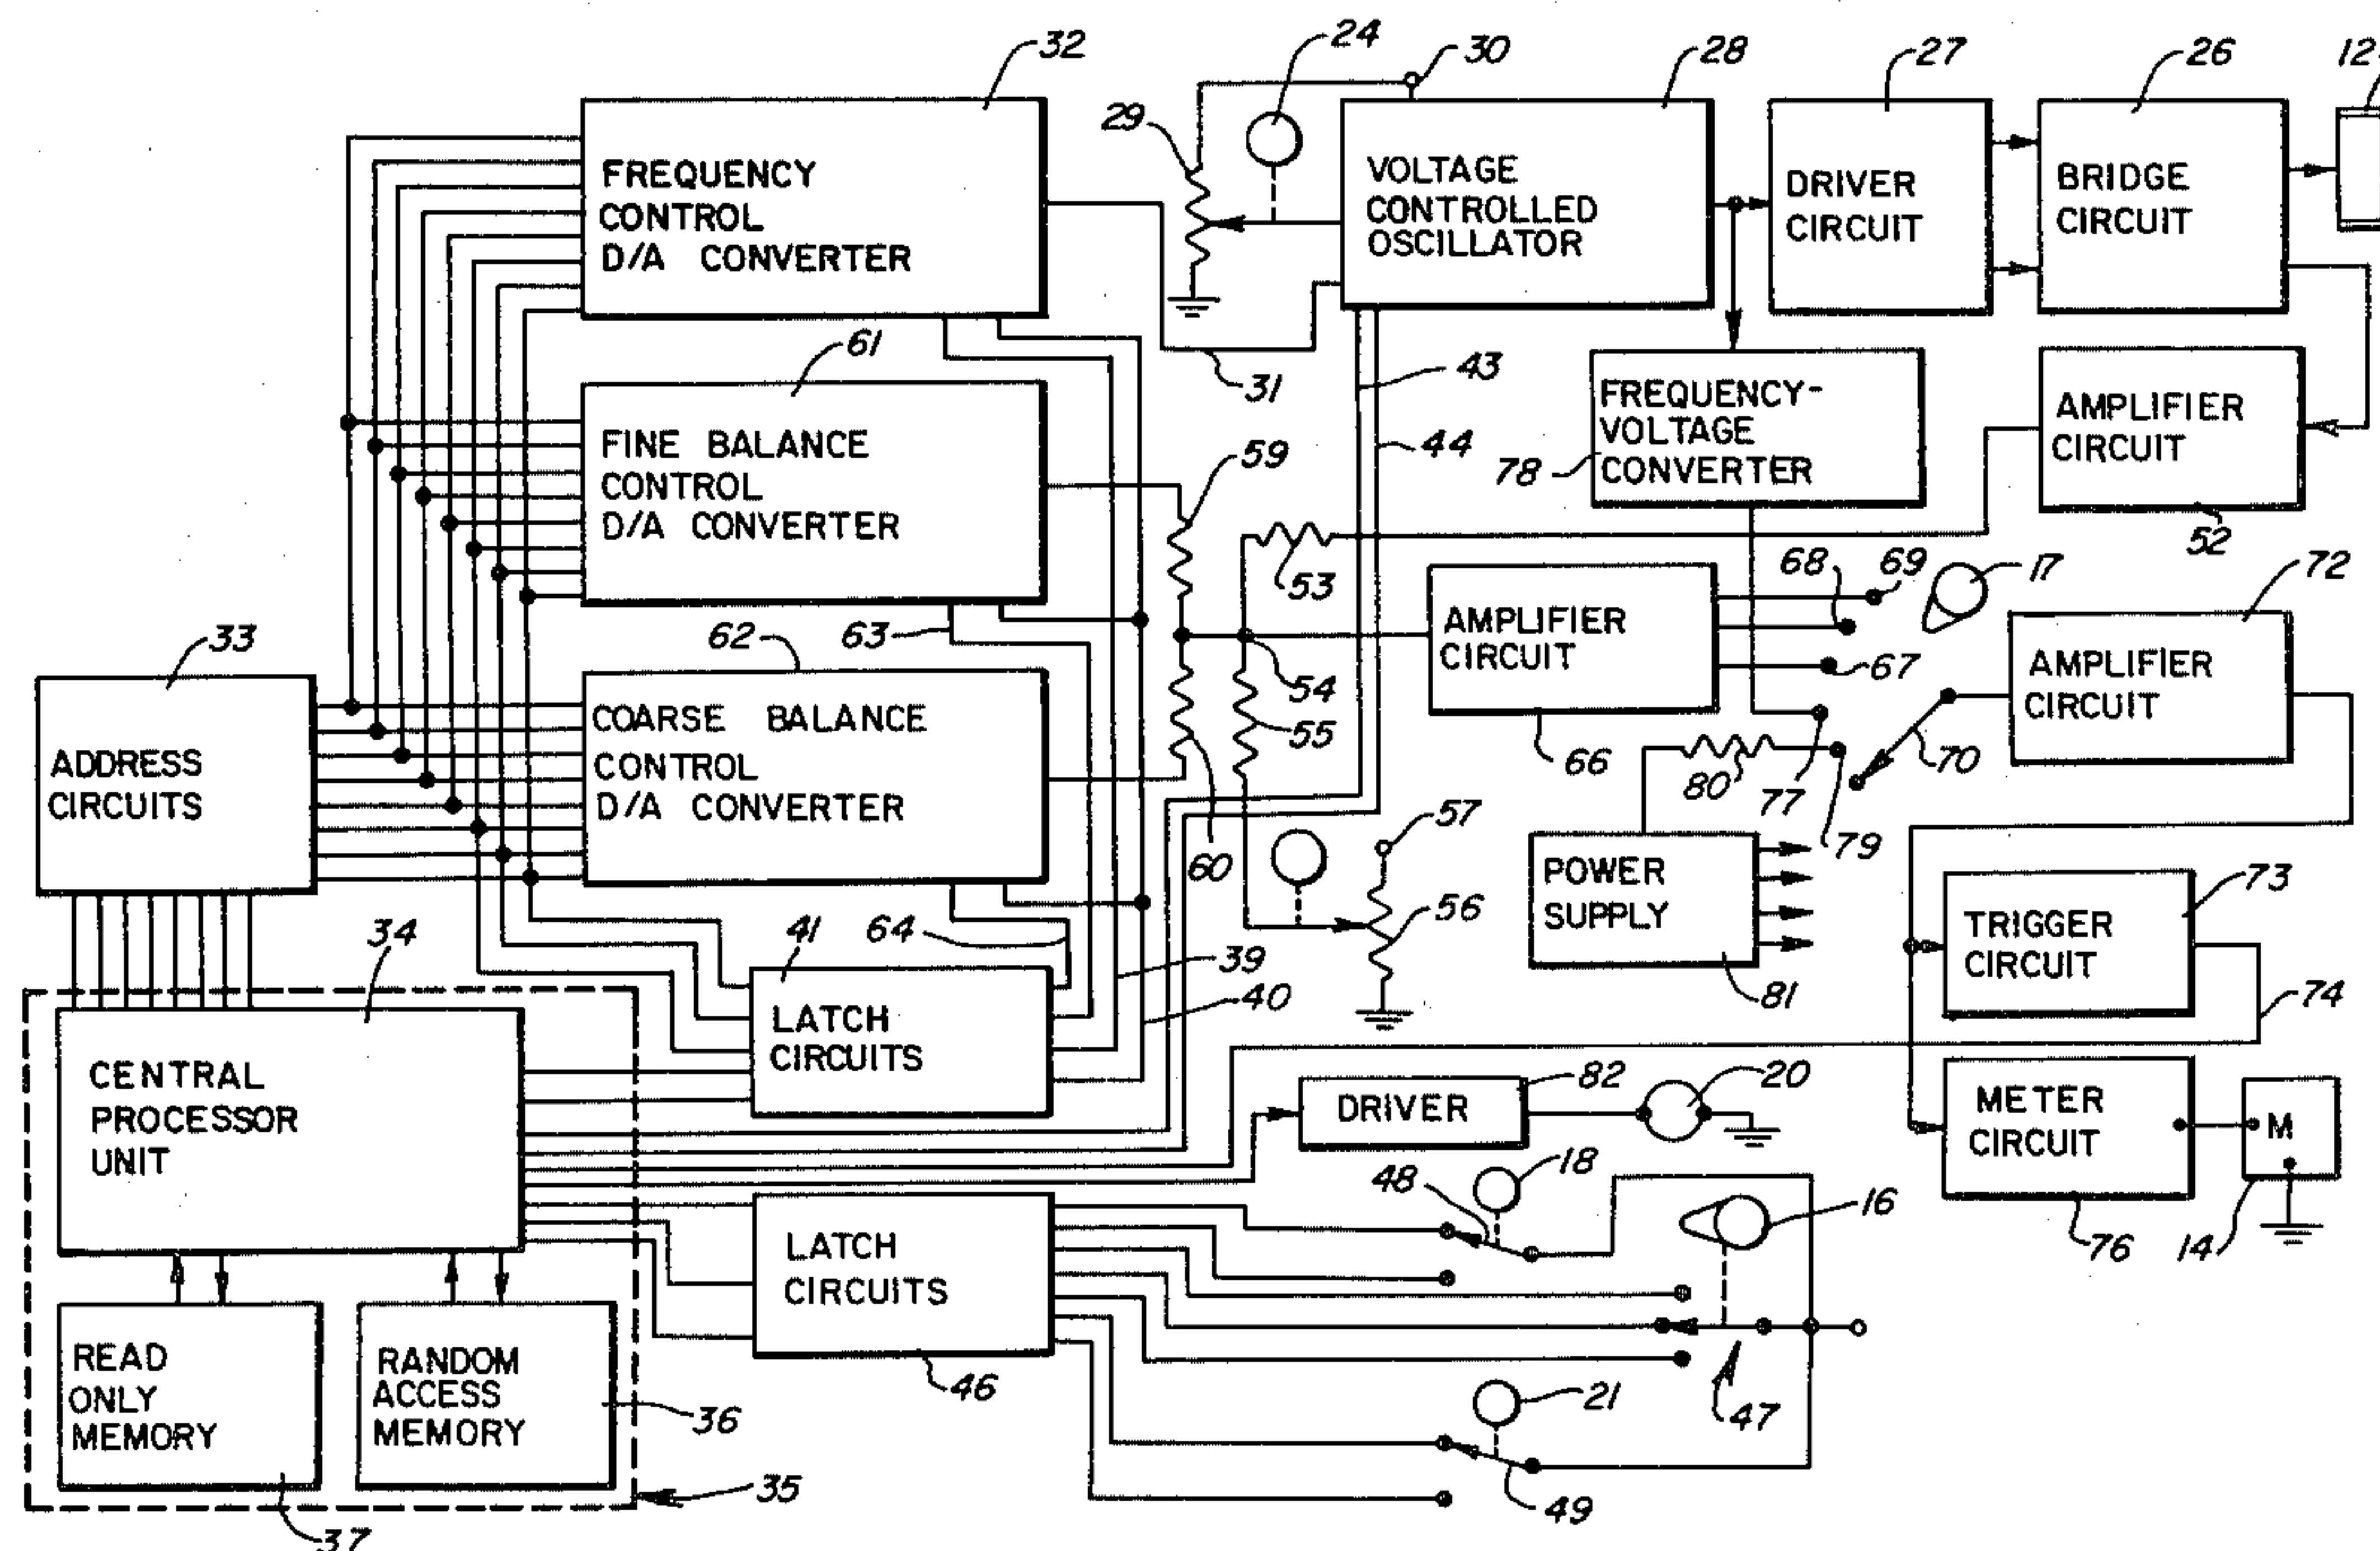 32
24
30
28
27
26
12
29
FREQUENCY
CONTROL
D/A CONVERTER
VOLTAGE
CONTROLLED
OSCILLATOR
DRIVER
CIRCUIT
BRIDGE
CIRCUIT
61
31
43
44
FREQUENCY-
VOLTAGE
CONVERTER
78
AMPLIFIER
CIRCUIT
52
FINE BALANCE
CONTROL
D/A CONVERTER
59
53
68
69
17
72
33
62
63
54
AMPLIFIER
CIRCUIT
67
66
AMPLIFIER
CIRCUIT
ADDRESS
CIRCUITS
COARSE BALANCE
CONTROL
D/A CONVERTER
55
60
80
77
70
79
57
56
POWER
SUPPLY
81
73
TRIGGER
CIRCUIT
74
34
41
64
39
40
LATCH
CIRCUITS
CENTRAL
PROCESSOR
UNIT
DRIVER
82
20
METER
CIRCUIT
M
76
14
48
18
16
LATCH
CIRCUITS
46
47
READ
ONLY
MEMORY
RANDOM
ACCESS
MEMORY
36
21
35
49
37